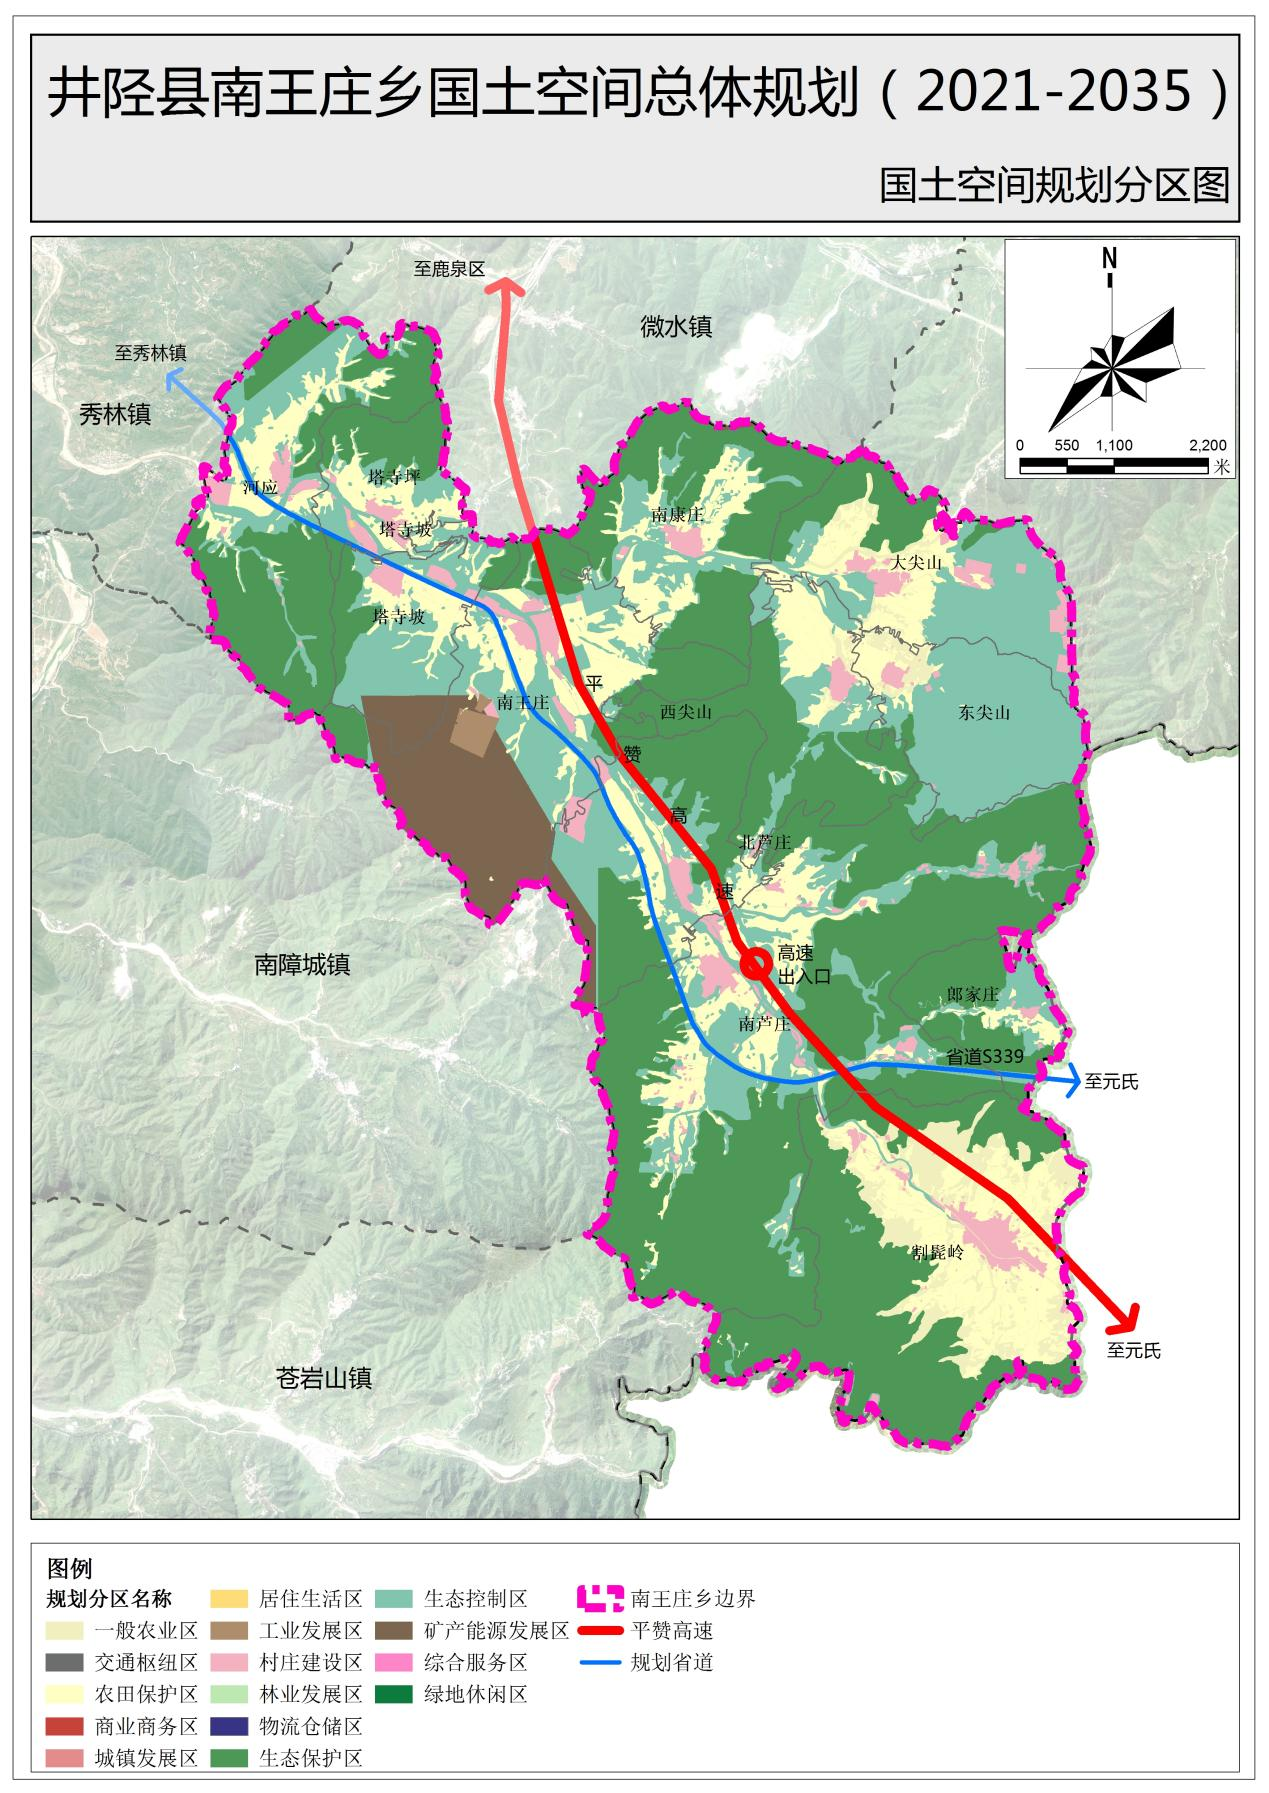 井陉县南王庄乡国土空间总体规划（2021-2035）
国土空间规划分区图
至鹿泉区
N
微水镇
至秀林镇
秀林镇
0 550 1,100 2,200
米
塔寺坪
河应
南康庄
塔寺坡
大尖山
塔寺坡
平
南王庄
西尖山
东尖山
赞
高
北芦庄
速
高速
出入口
南障城镇
郎家庄
南芦庄
省道S339
至元氏
割髭岭
至元氏
苍岩山镇
图例
规划分区名称
居住生活区
生态控制区
南王庄乡边界
一般农业区
工业发展区
矿产能源发展区
平赞高速
交通枢纽区
村庄建设区
综合服务区
规划省道
农田保护区
林业发展区
绿地休闲区
商业商务区
物流仓储区
城镇发展区
生态保护区